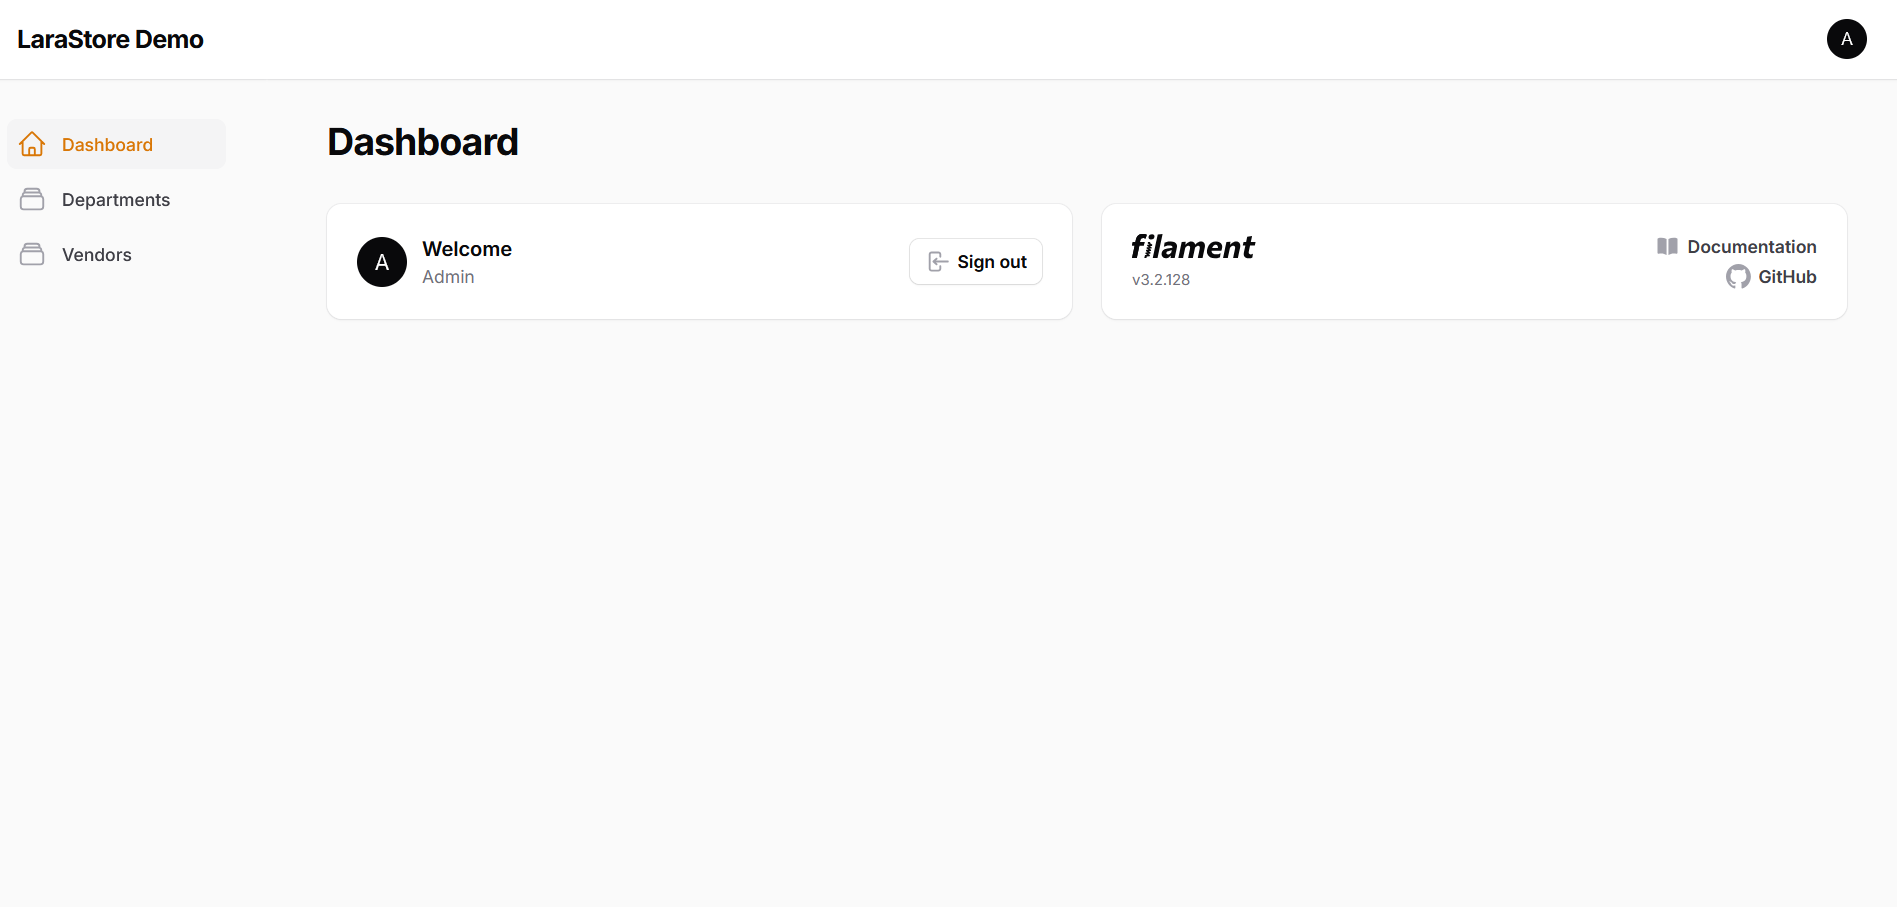 LaraStore Demo
A
Dashboard
Departments
Vendors
Dashboard
A
Welcome
Admin
Sign out
filament
v3.2.128
Documentation
GitHub